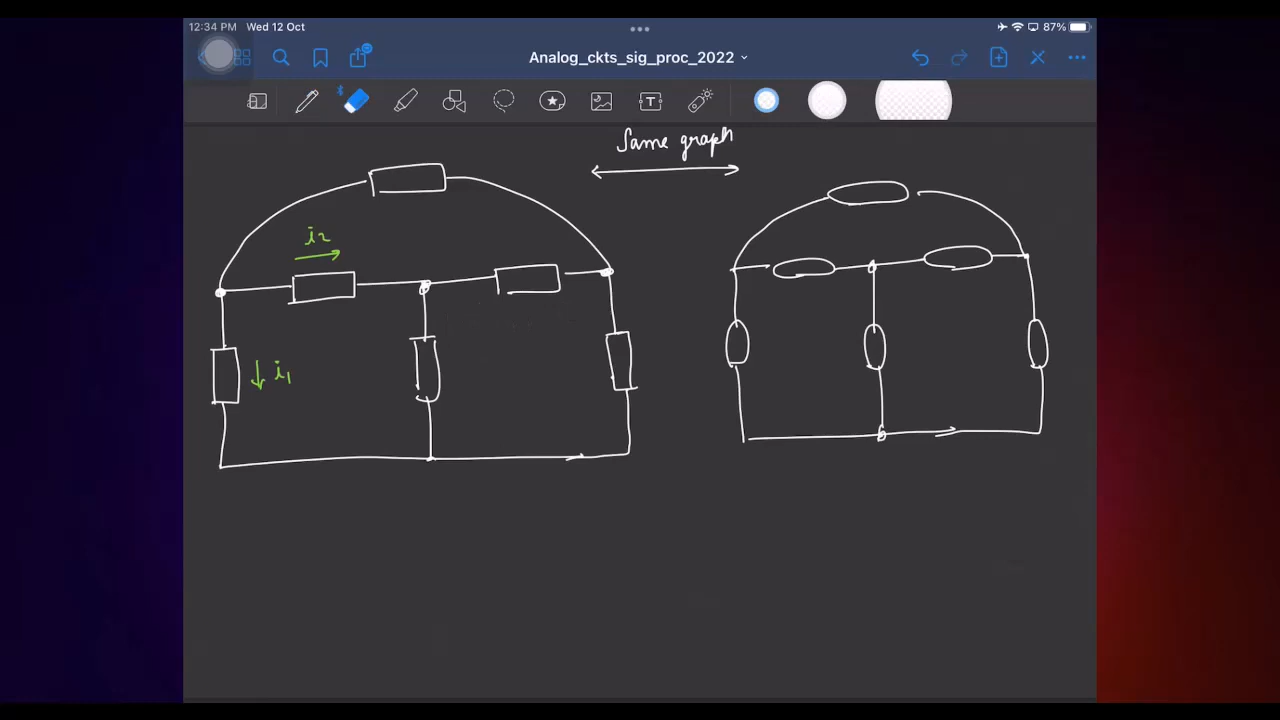 12:34 PM Wed 12 Oct
87%
Analog_ckts_sig_proc_2022
Same graph
i2
i1